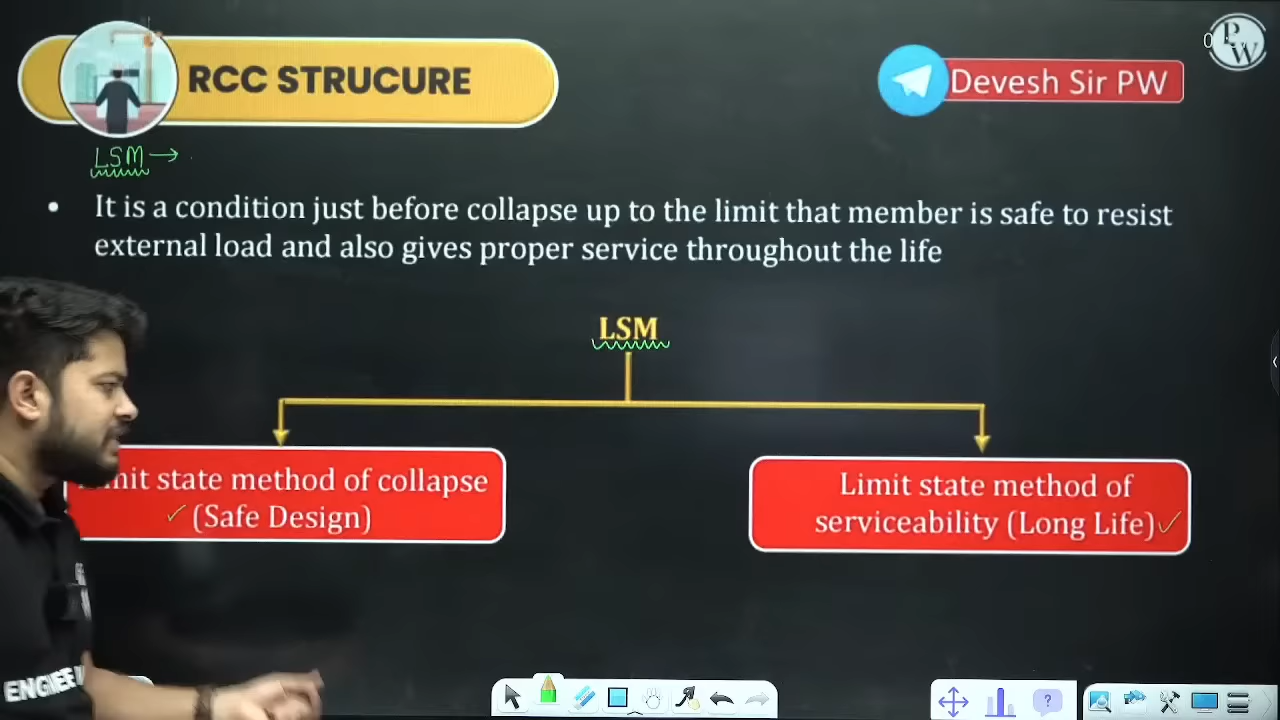 RCC STRUCURE
Devesh Sir PW
PW
LSM →
• It is a condition just before collapse up to the limit that member is safe to resist
external load and also gives proper service throughout the life
LSM
Limit state method of collapse
✓ (Safe Design)
Limit state method of
serviceability (Long Life) ✓
?